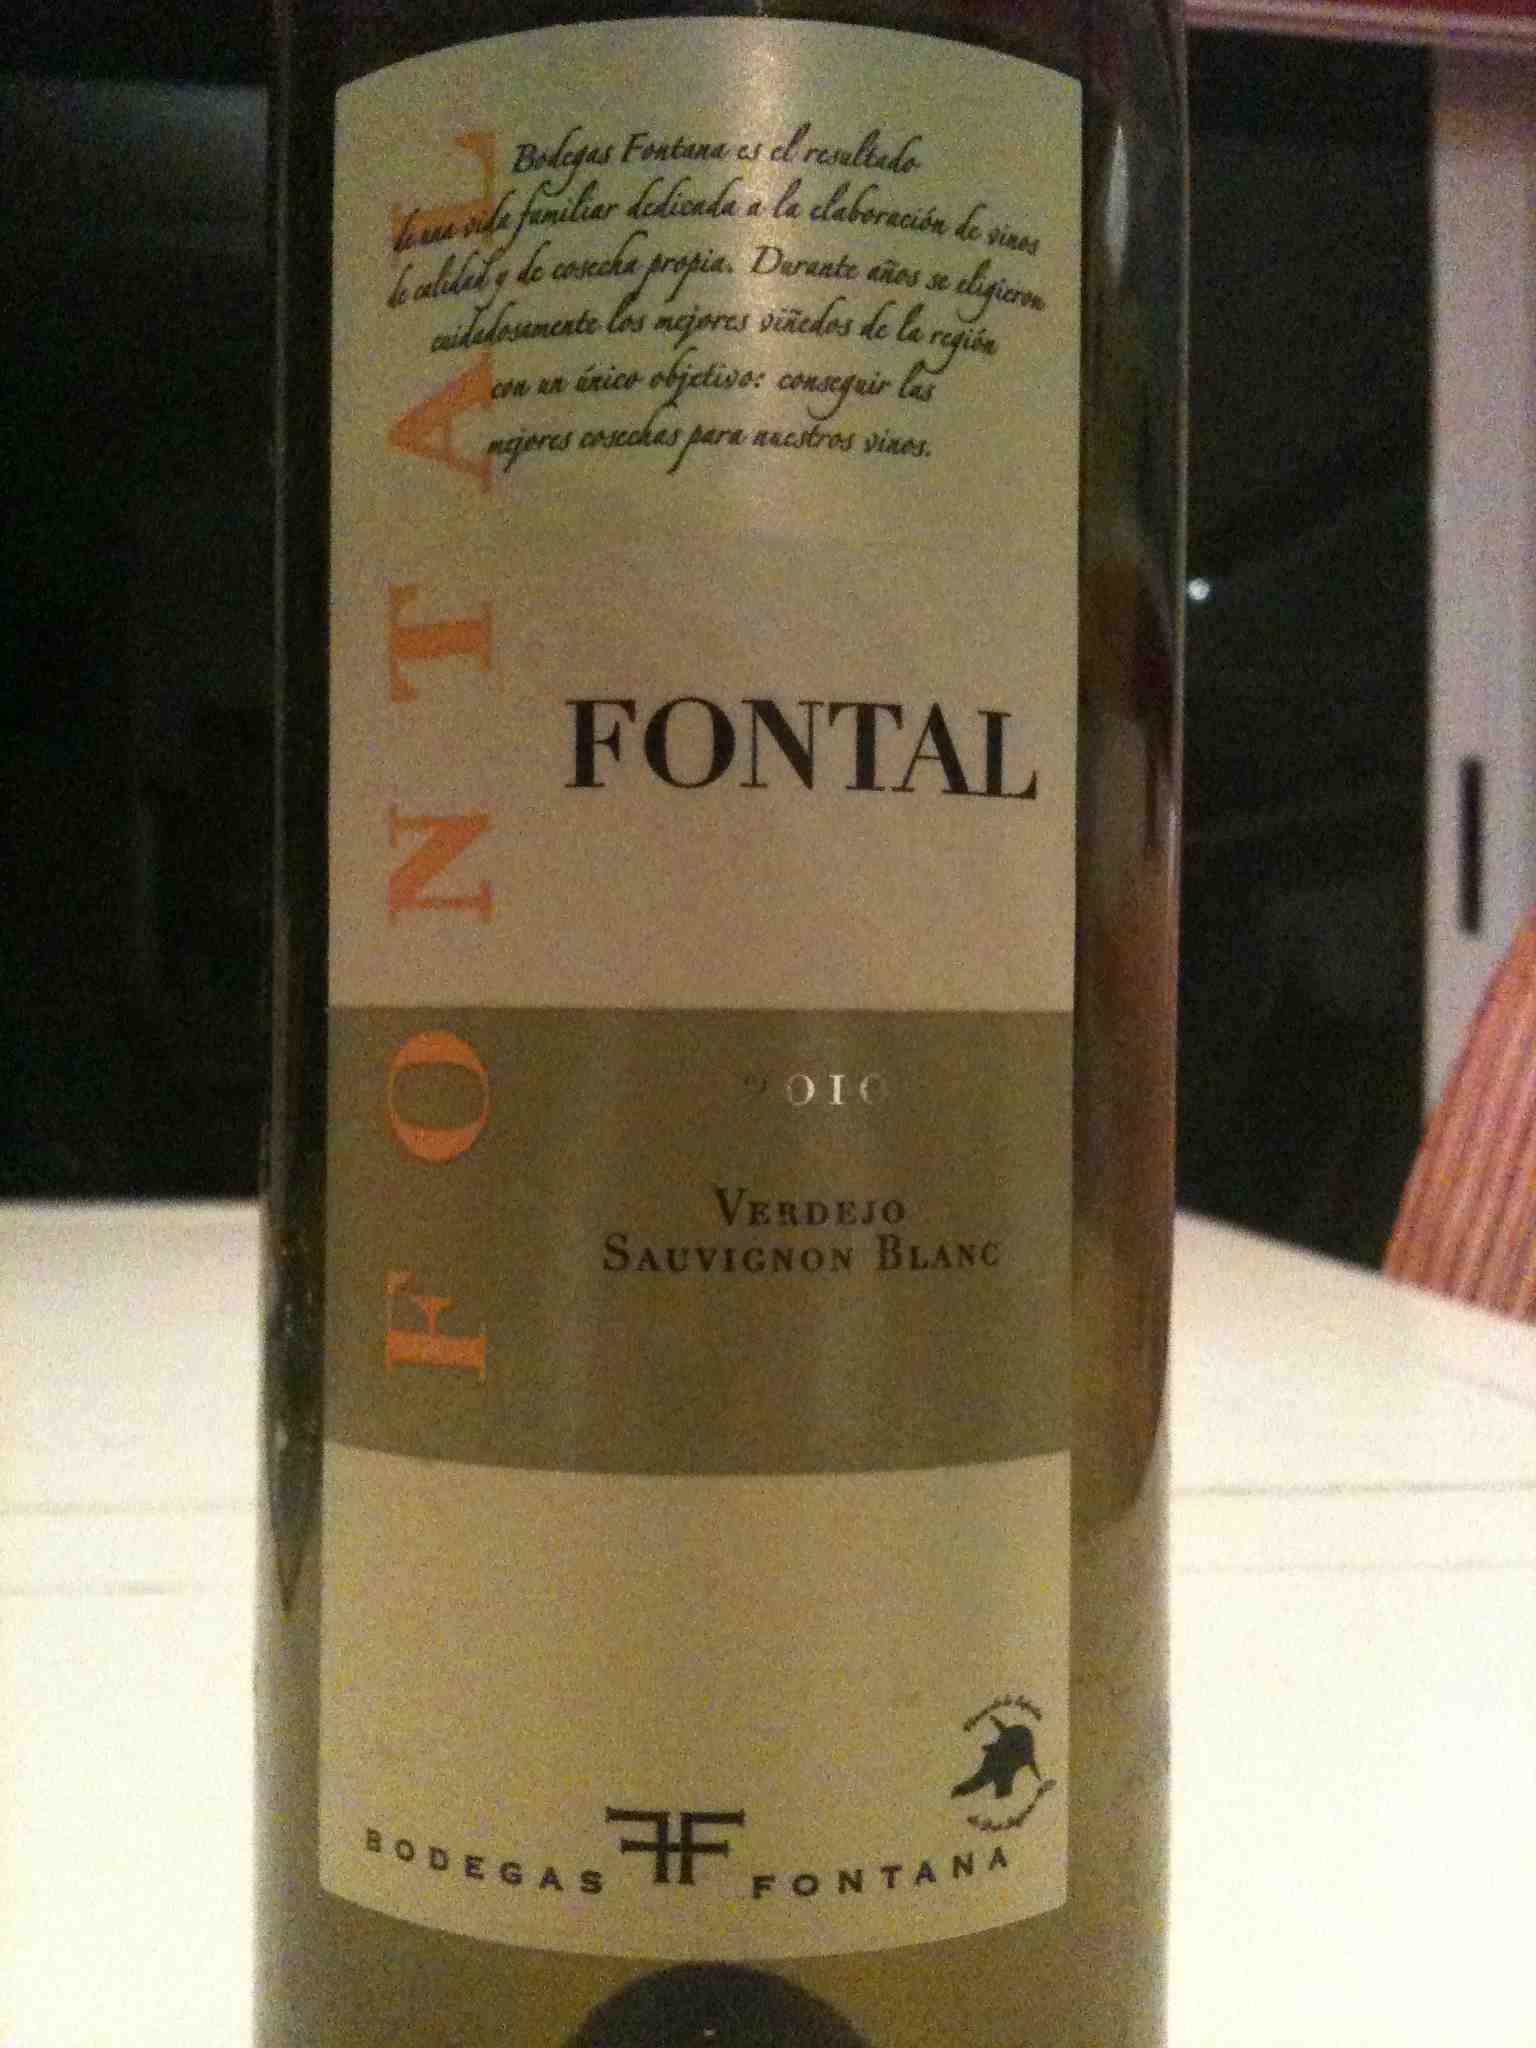 Bodegas Fontana es el resultado
de una vida familiar dedicada a la elaboración de vinos
de calidad y de cosecha propia. Durante años se eligieron
cuidadosamente los mejores viñedos de la región
con un único objetivo: conseguir las
mejores cosechas para nuestros vinos.
FONTAL
FONTAL
2010
VERDEJO
SAUVIGNON BLANC
BODEGAS FF FONTANA